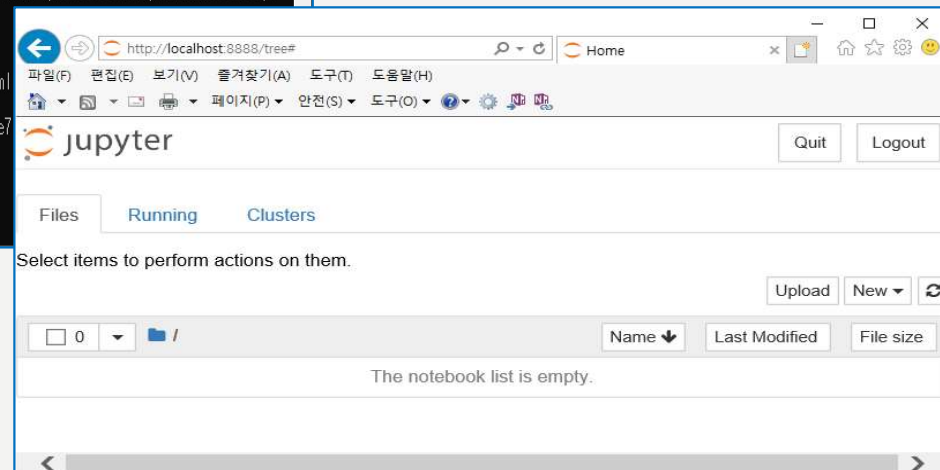 http://localhost:8888/tree#
Home
파일(F) 편집(E) 보기(V) 즐겨찾기(A) 도구(T) 도움말(H)
페이지(P) 안전(S) 도구(O)
jupyter
Quit Logout
Files Running Clusters
Select items to perform actions on them.
Upload New
0 / Name Last Modified File size
The notebook list is empty.